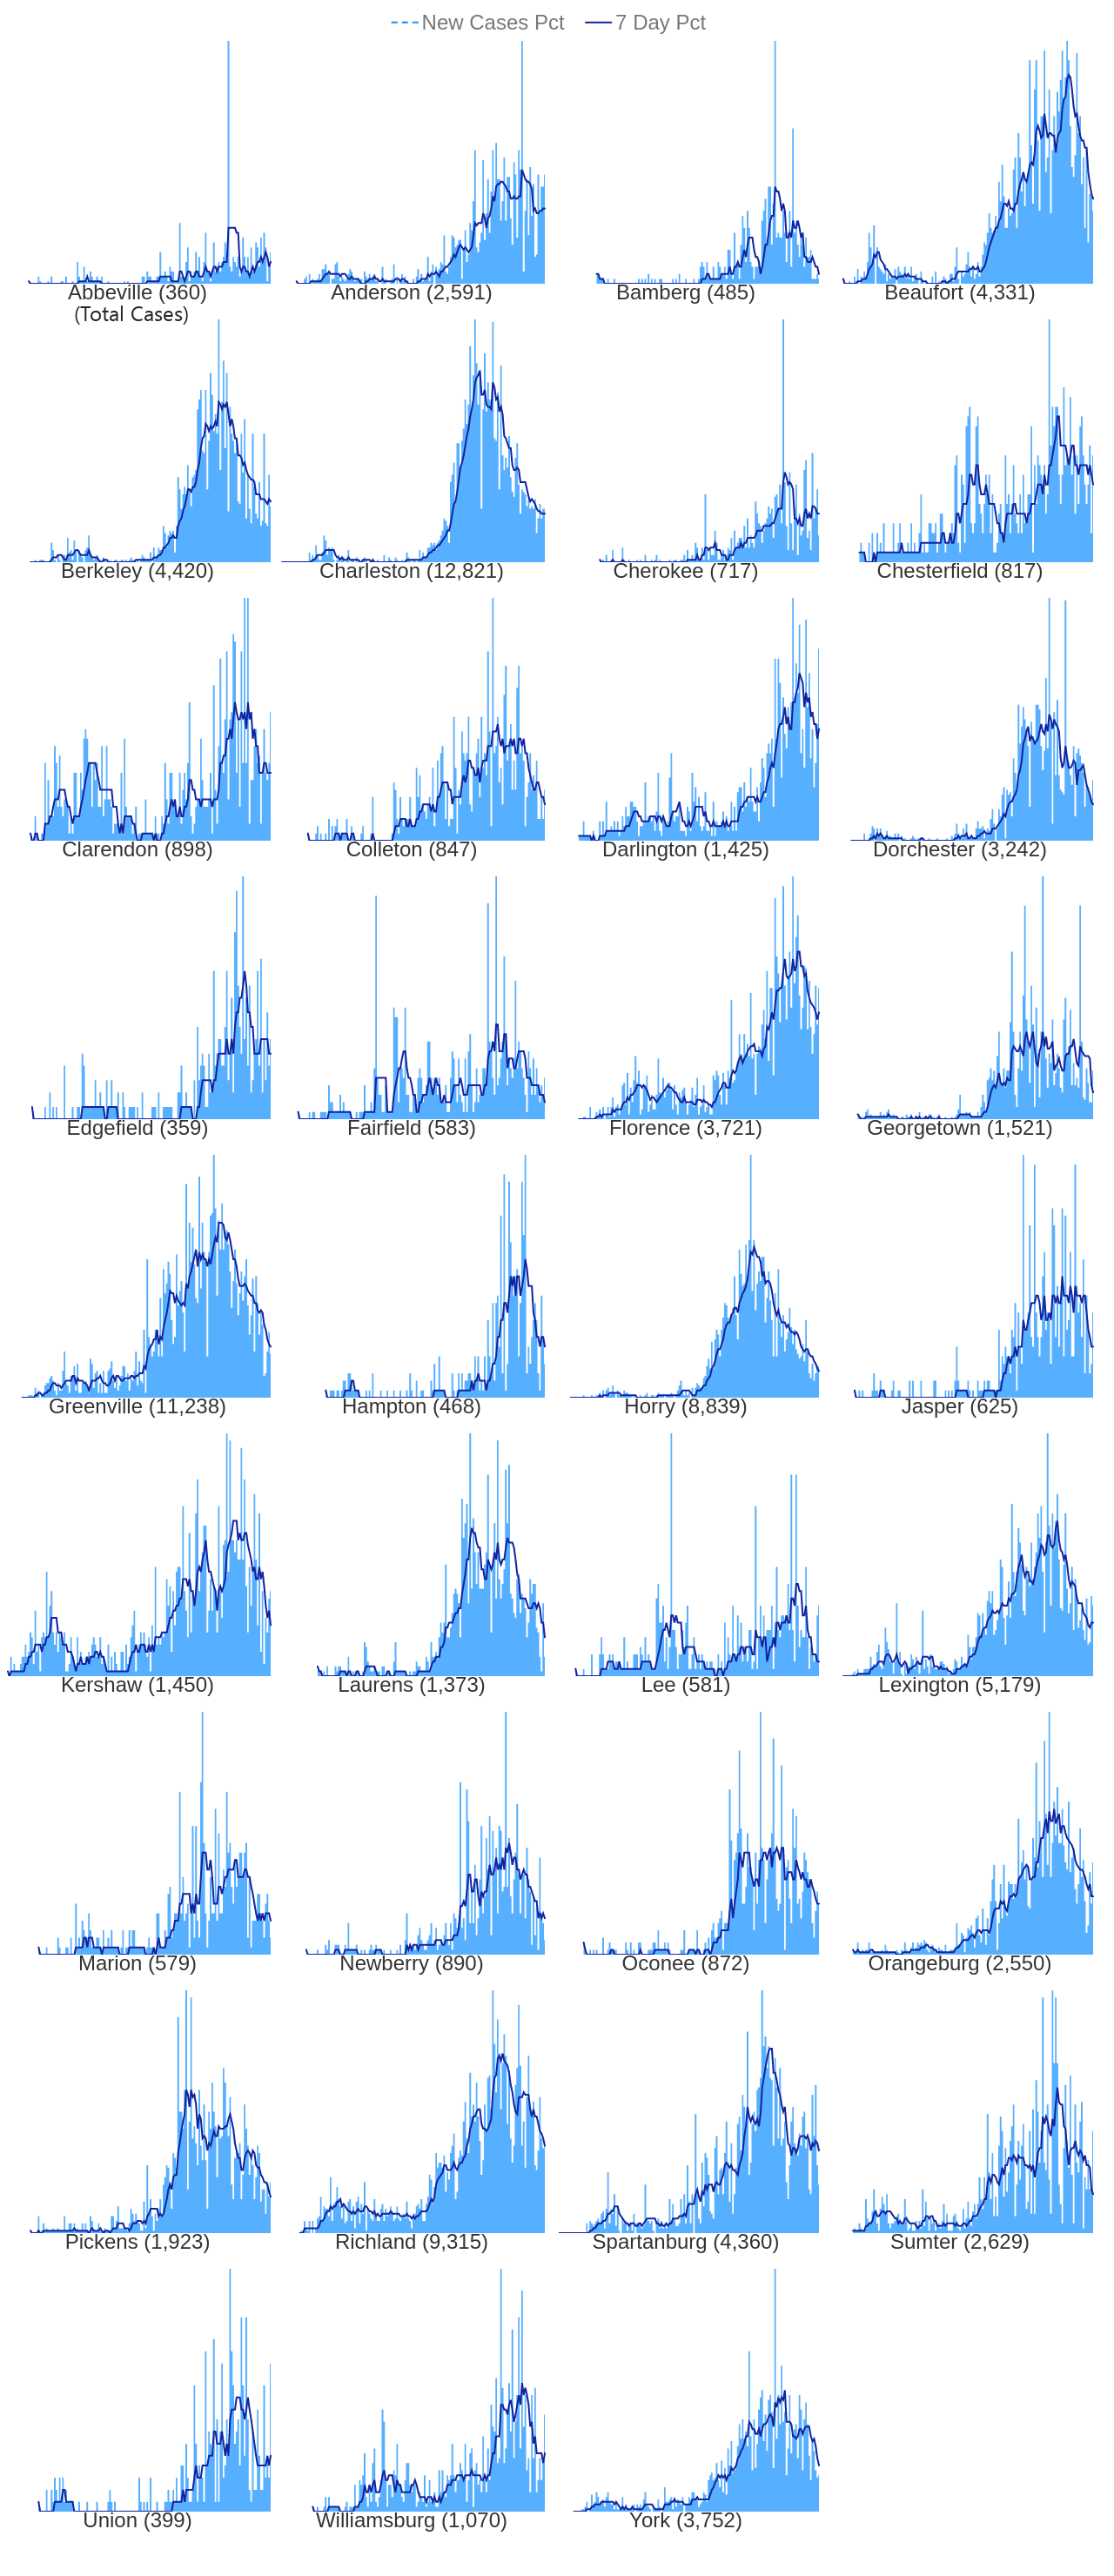 New Cases Pct 7 Day Pct
Abbeville (360) Anderson (2,591) Bamberg (485) Beaufort (4,331)
(Total Cases)
Berkeley (4,420) Charleston (12,821) Cherokee (717) Chesterfield (817)
Clarendon (898) Colleton (847) Darlington (1,425) Dorchester (3,242)
Edgefield (359) Fairfield (583) Florence (3,721) Georgetown (1,521)
Greenville (11,238) Hampton (468) Horry (8,839) Jasper (625)
Kershaw (1,450) Laurens (1,373) Lee (581) Lexington (5,179)
Marion (579) Newberry (890) Oconee (872) Orangeburg (2,550)
Pickens (1,923) Richland (9,315) Spartanburg (4,360) Sumter (2,629)
Union (399) Williamsburg (1,070) York (3,752)